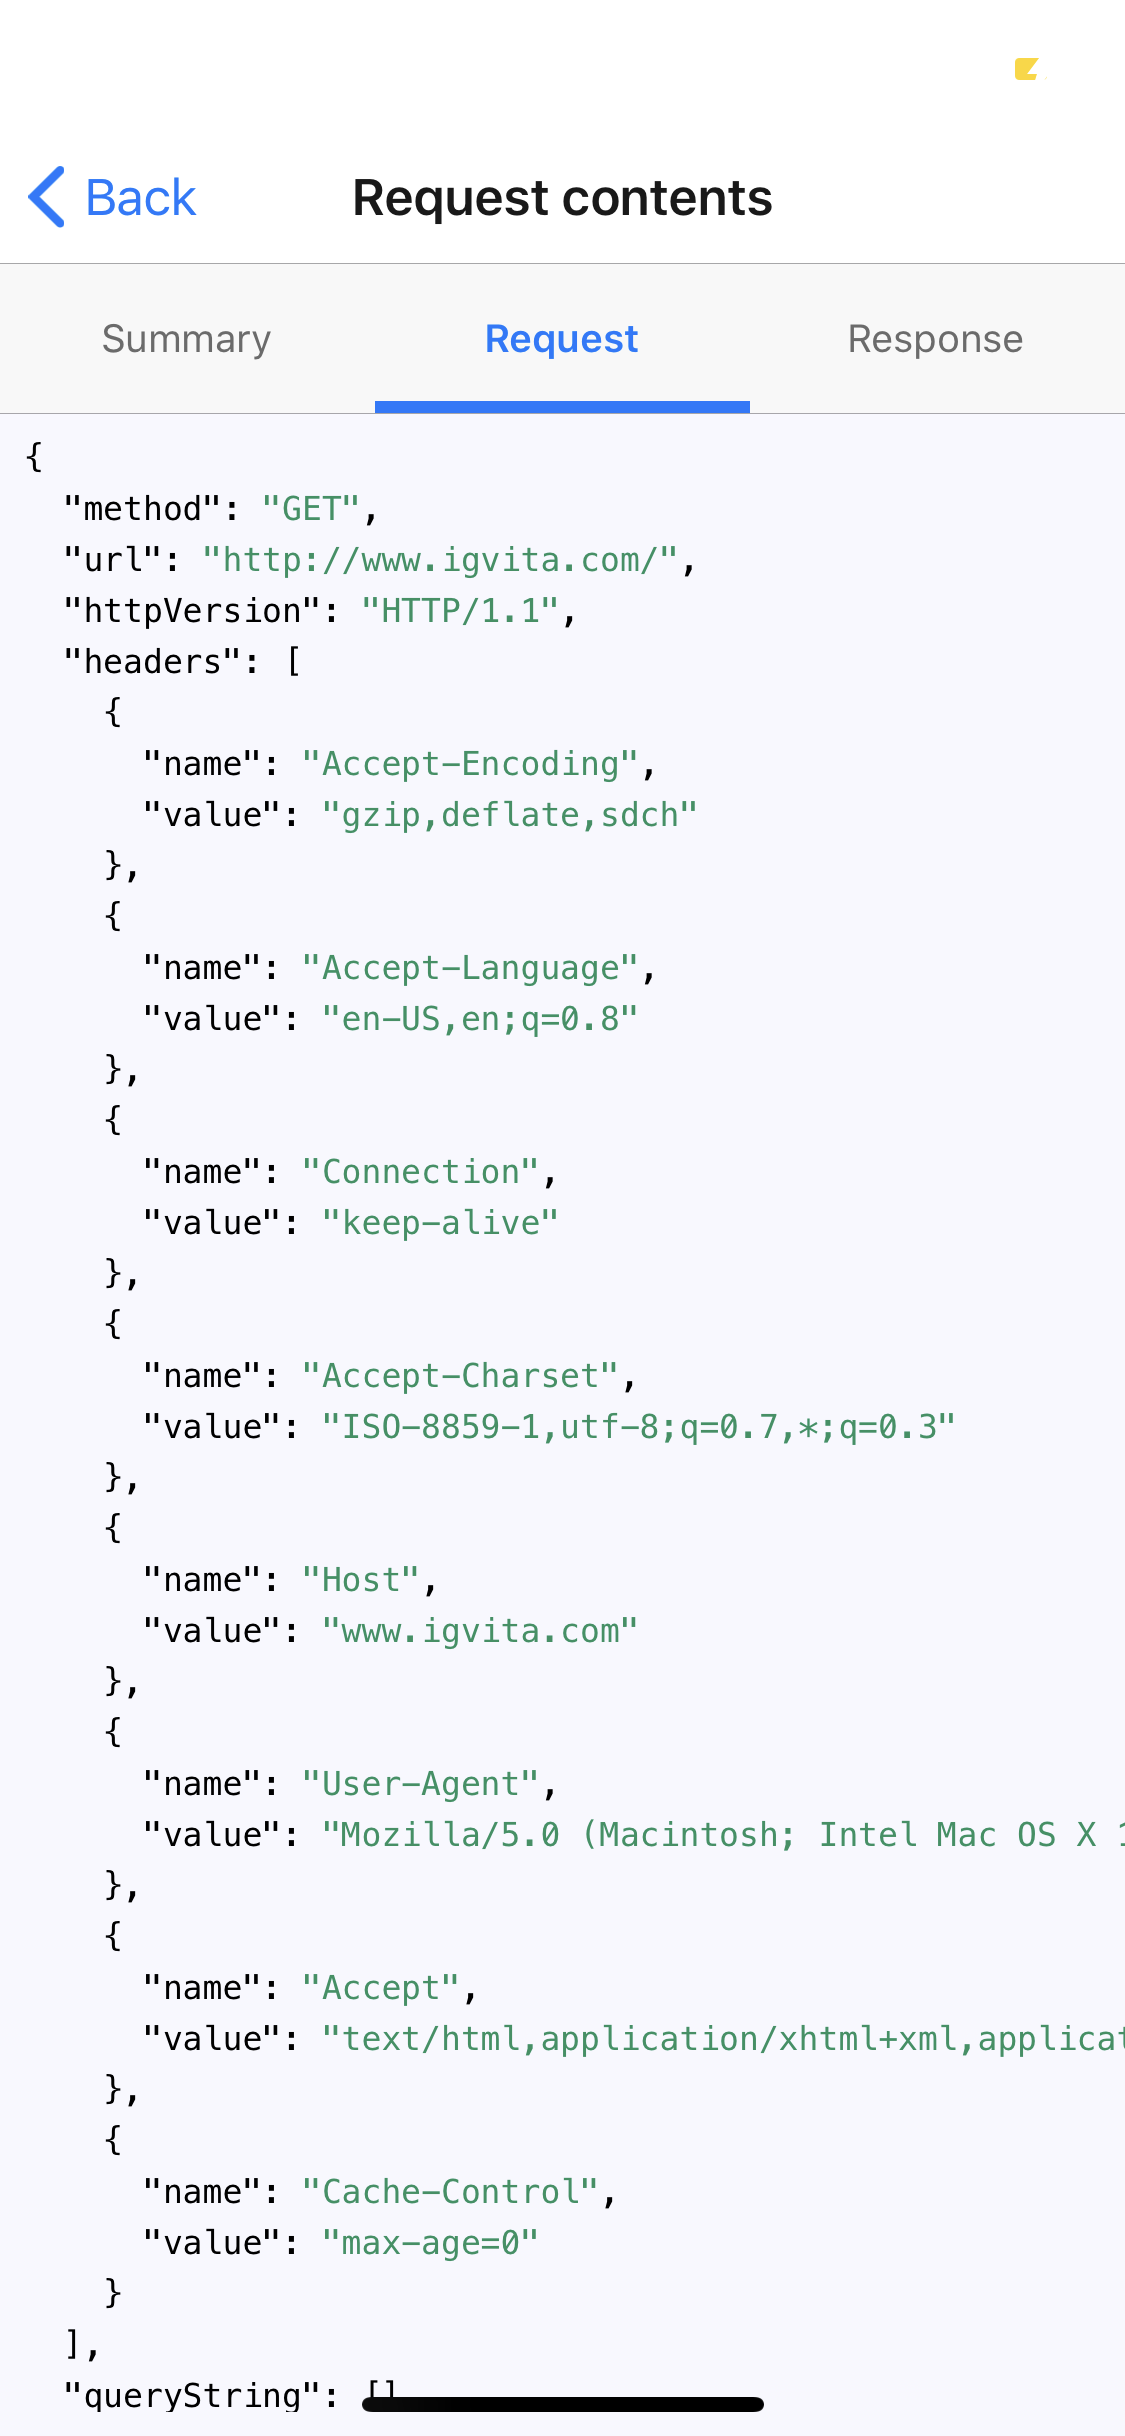 Back
Request contents
Summary
Request
Response
{
  "method": "GET",
  "url": "http://www.igvita.com/",
  "httpVersion": "HTTP/1.1",
  "headers": [
    {
      "name": "Accept-Encoding",
      "value": "gzip,deflate,sdch"
    },
    {
      "name": "Accept-Language",
      "value": "en-US,en;q=0.8"
    },
    {
      "name": "Connection",
      "value": "keep-alive"
    },
    {
      "name": "Accept-Charset",
      "value": "ISO-8859-1,utf-8;q=0.7,*;q=0.3"
    },
    {
      "name": "Host",
      "value": "www.igvita.com"
    },
    {
      "name": "User-Agent",
      "value": "Mozilla/5.0 (Macintosh; Intel Mac OS X 1
    },
    {
      "name": "Accept",
      "value": "text/html,application/xhtml+xml,applicat
    },
    {
      "name": "Cache-Control",
      "value": "max-age=0"
    }
  ],
  "queryString": []